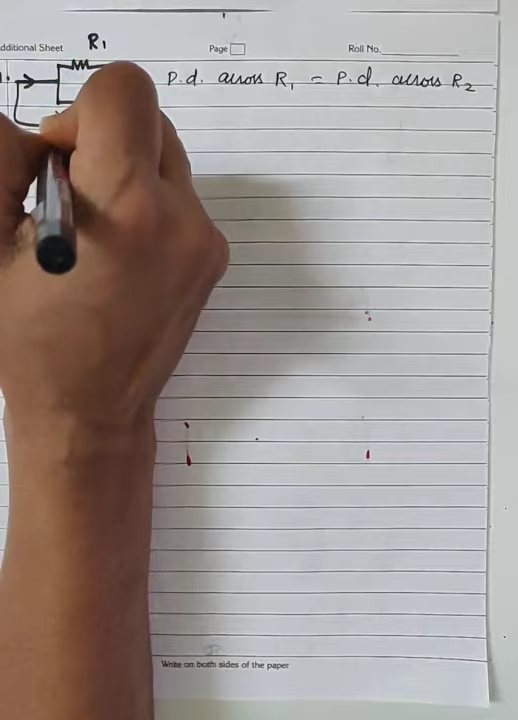 dditional Sheet
Page
Roll No.
R1
P.d. across R1 = P.d. across R2
Write on both sides of the paper